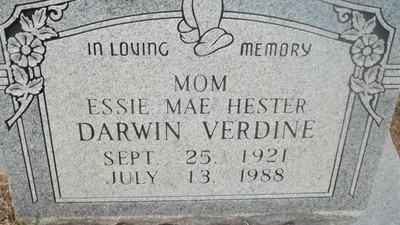 IN LOVING MEMORY
MOM
ESSIE MAE HESTER
DARWIN VERDINE
SEPT. 25, 1921
JULY 13, 1988